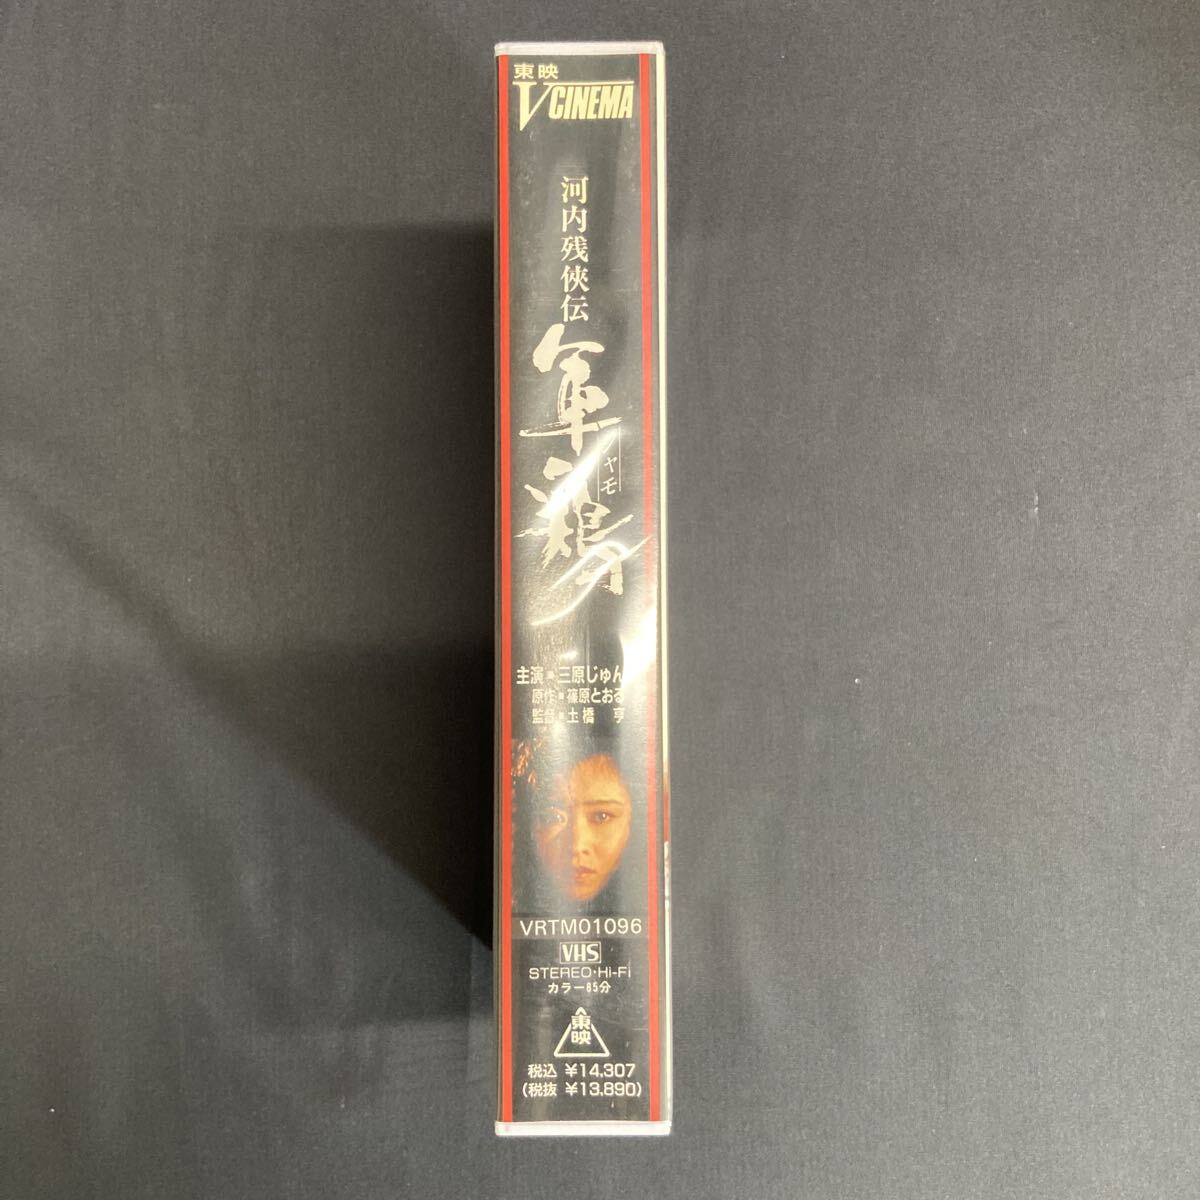 東映
V CINEMA
河内残侠伝
軍鶏
シャモ
主演■三原じゅん
原作■篠原とおる
監督■土橋 亨
VRTM01096
VHS
STEREO・Hi-Fi
カラー85分
東映
税込 ¥14,307
(税抜 ¥13,890)